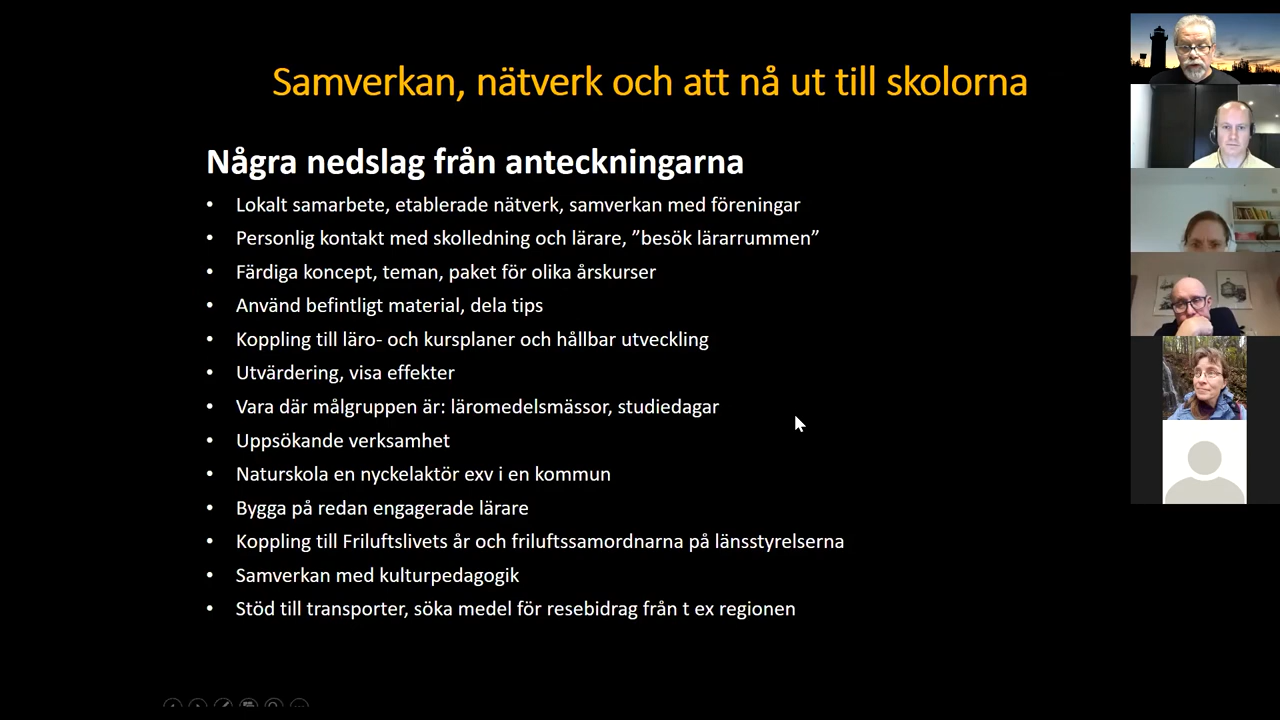 Samverkan, nätverk och att nå ut till skolorna
Några nedslag från anteckningarna
• Lokalt samarbete, etablerade nätverk, samverkan med föreningar
• Personlig kontakt med skolledning och lärare, ”besök lärarrummen”
• Färdiga koncept, teman, paket för olika årskurser
• Använd befintligt material, dela tips
• Koppling till läro- och kursplaner och hållbar utveckling
• Utvärdering, visa effekter
• Vara där målgruppen är: läromedelsmässor, studiedagar
• Uppsökande verksamhet
• Naturskola en nyckelaktör exv i en kommun
• Bygga på redan engagerade lärare
• Koppling till Friluftslivets år och friluftssamordnarna på länsstyrelserna
• Samverkan med kulturpedagogik
• Stöd till transporter, söka medel för resebidrag från t ex regionen